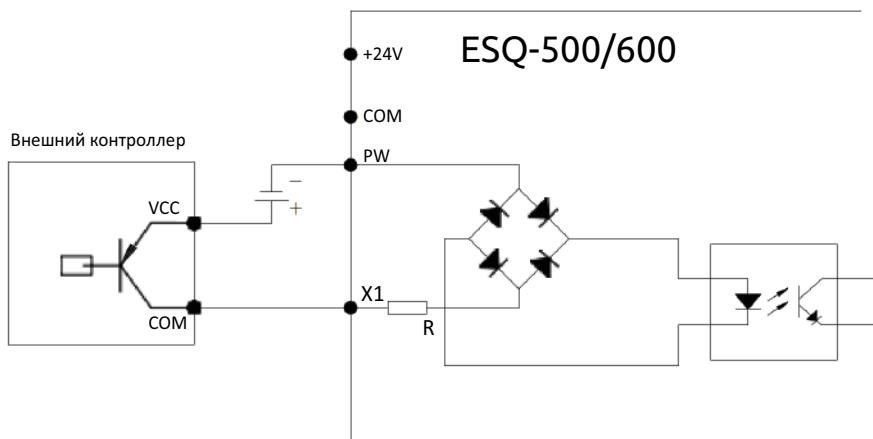 ESQ-500/600
+24V
COM
Внешний контроллер
PW
−
+
VCC
X1
COM
R